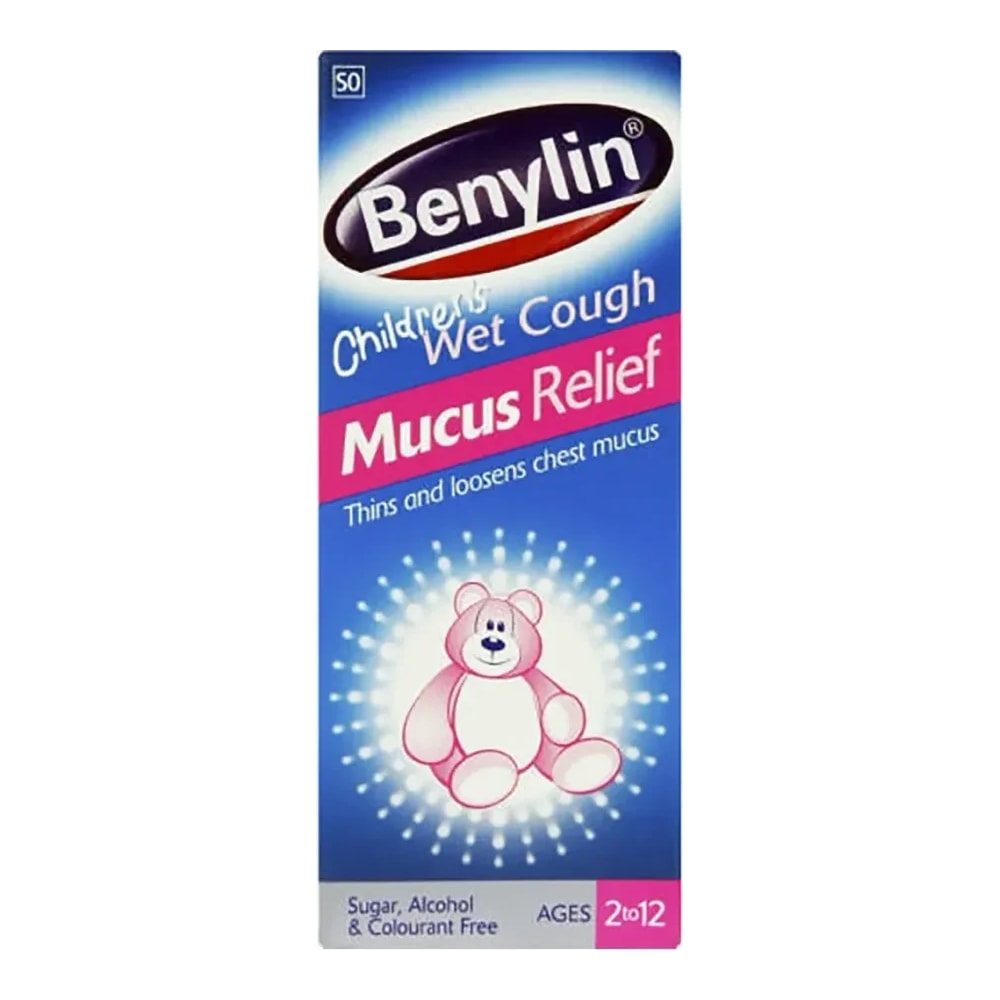 S0
Benylin®
Children's
Wet Cough
Mucus Relief
Thins and loosens chest mucus
Sugar, Alcohol
& Colourant Free
AGES 2to12